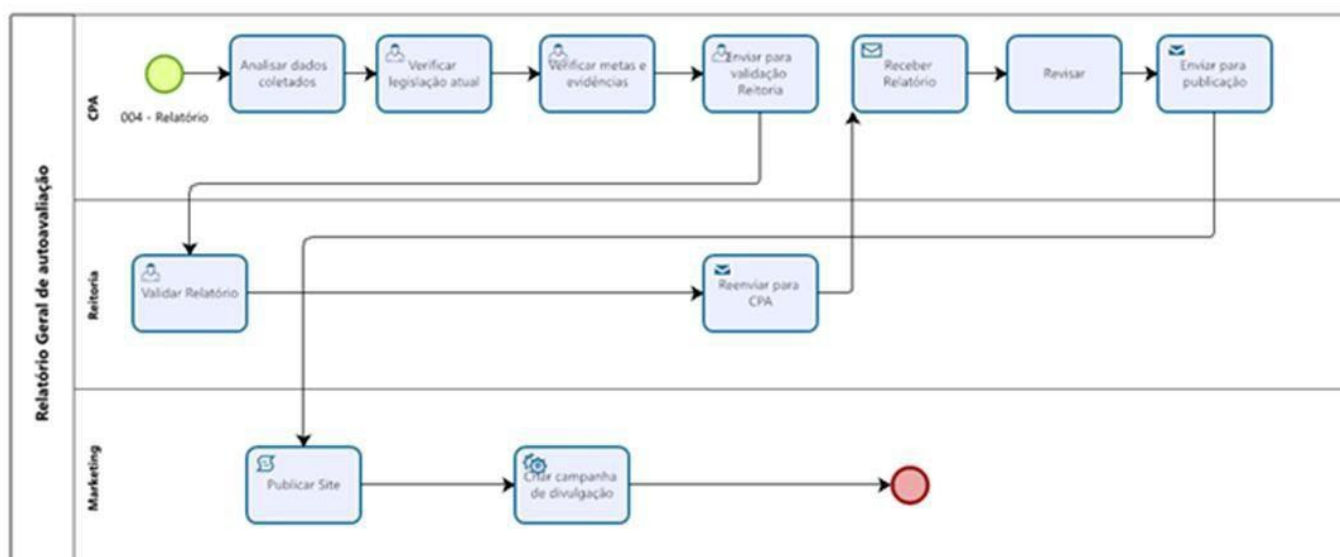 Relatório Geral de autoavaliação
CPA
004 - Relatório
Analisar dados
coletados
Verificar
legislação atual
Verificar metas e
evidências
Enviar para
validação
Reitoria
Receber
Relatório
Revisar
Enviar para
publicação
Reitoria
Validar Relatório
Reenviar para
CPA
Marketing
Publicar Site
Criar campanha
de divulgação